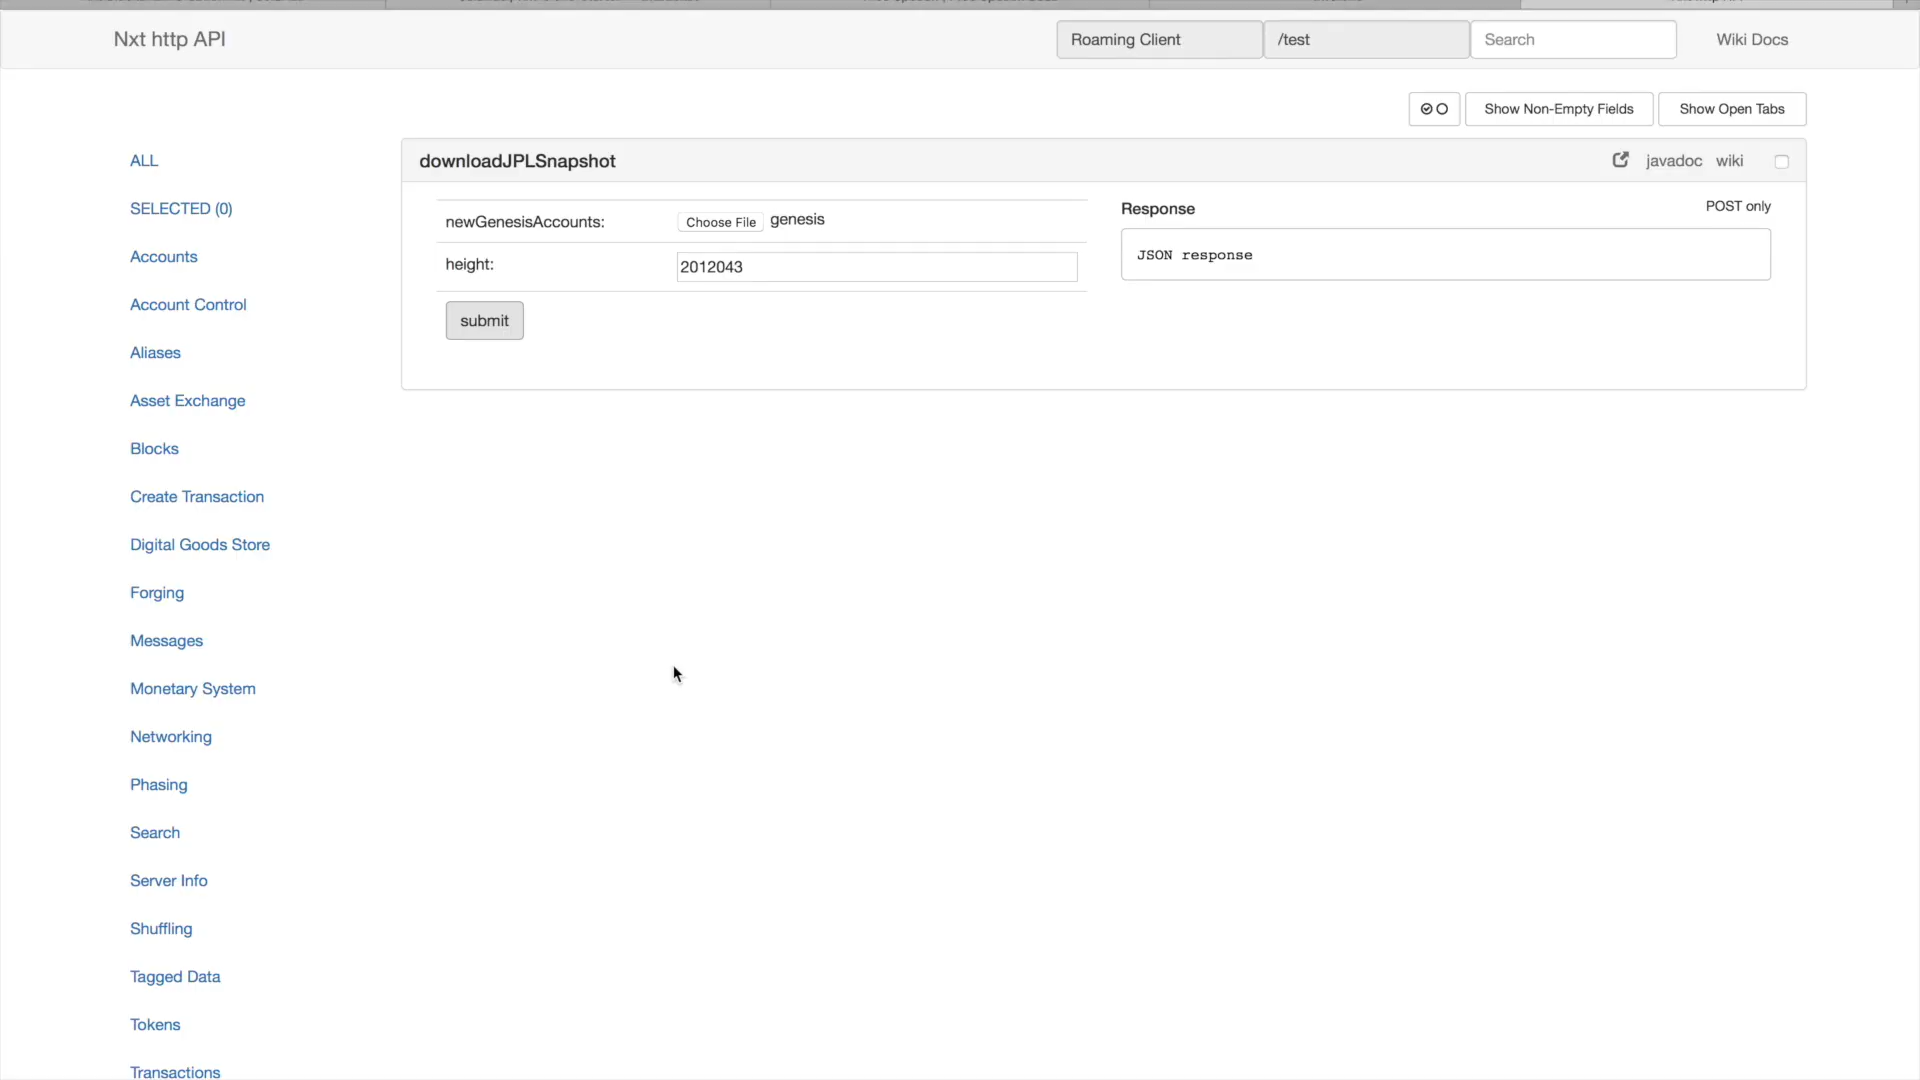 Nxt http API
Roaming Client
/test
Search
Wiki Docs
Show Non-Empty Fields
Show Open Tabs
ALL
SELECTED (0)
Accounts
Account Control
Aliases
Asset Exchange
Blocks
Create Transaction
Digital Goods Store
Forging
Messages
Monetary System
Networking
Phasing
Search
Server Info
Shuffling
Tagged Data
Tokens
Transactions
downloadJPLSnapshot
javadoc wiki
newGenesisAccounts: Choose File genesis
height: 2012043
submit
Response
POST only
JSON response